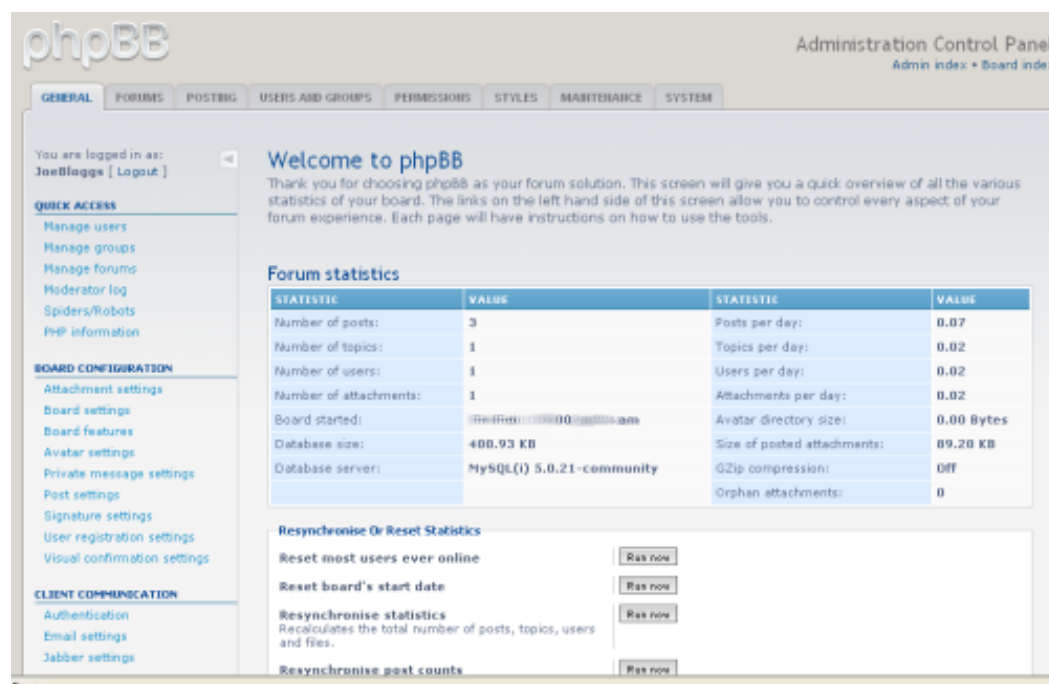 phpBB
Administration Control Pane
Admin index • Board inde
GENERAL FORUMS POSTING USERS AND GROUPS PERMISSIONS STYLES MAINTENANCE SYSTEM
You are logged in as:
JoeBloggs [ Logout ]
QUICK ACCESS
Manage users
Manage groups
Manage forums
Moderator log
Spiders/Robots
PHP information
BOARD CONFIGURATION
Attachment settings
Board settings
Board features
Avatar settings
Private message settings
Post settings
Signature settings
User registration settings
Visual confirmation settings
CLIENT COMMUNICATION
Authentication
Email settings
Jabber settings
Welcome to phpBB
Thank you for choosing phpBB as your forum solution. This screen will give you a quick overview of all the various
statistics of your board. The links on the left hand side of this screen allow you to control every aspect of your
forum experience. Each page will have instructions on how to use the tools.
Forum statistics
STATISTIC VALUE STATISTIC VALUE
Number of posts: 3 Posts per day: 0.07
Number of topics: 1 Topics per day: 0.02
Number of users: 1 Users per day: 0.02
Number of attachments: 1 Attachments per day: 0.02
Board started: am Avatar directory size: 0.00 Bytes
Database size: 400.93 KB Size of posted attachments: 89.20 KB
Database server: MySQL(i) 5.0.21-community GZip compression: Off
Orphan attachments: 0
Resynchronise Or Reset Statistics
Reset most users ever online Run now
Reset board's start date Run now
Resynchronise statistics Run now
Recalculates the total number of posts, topics, users
and files.
Resynchronise post counts Run now